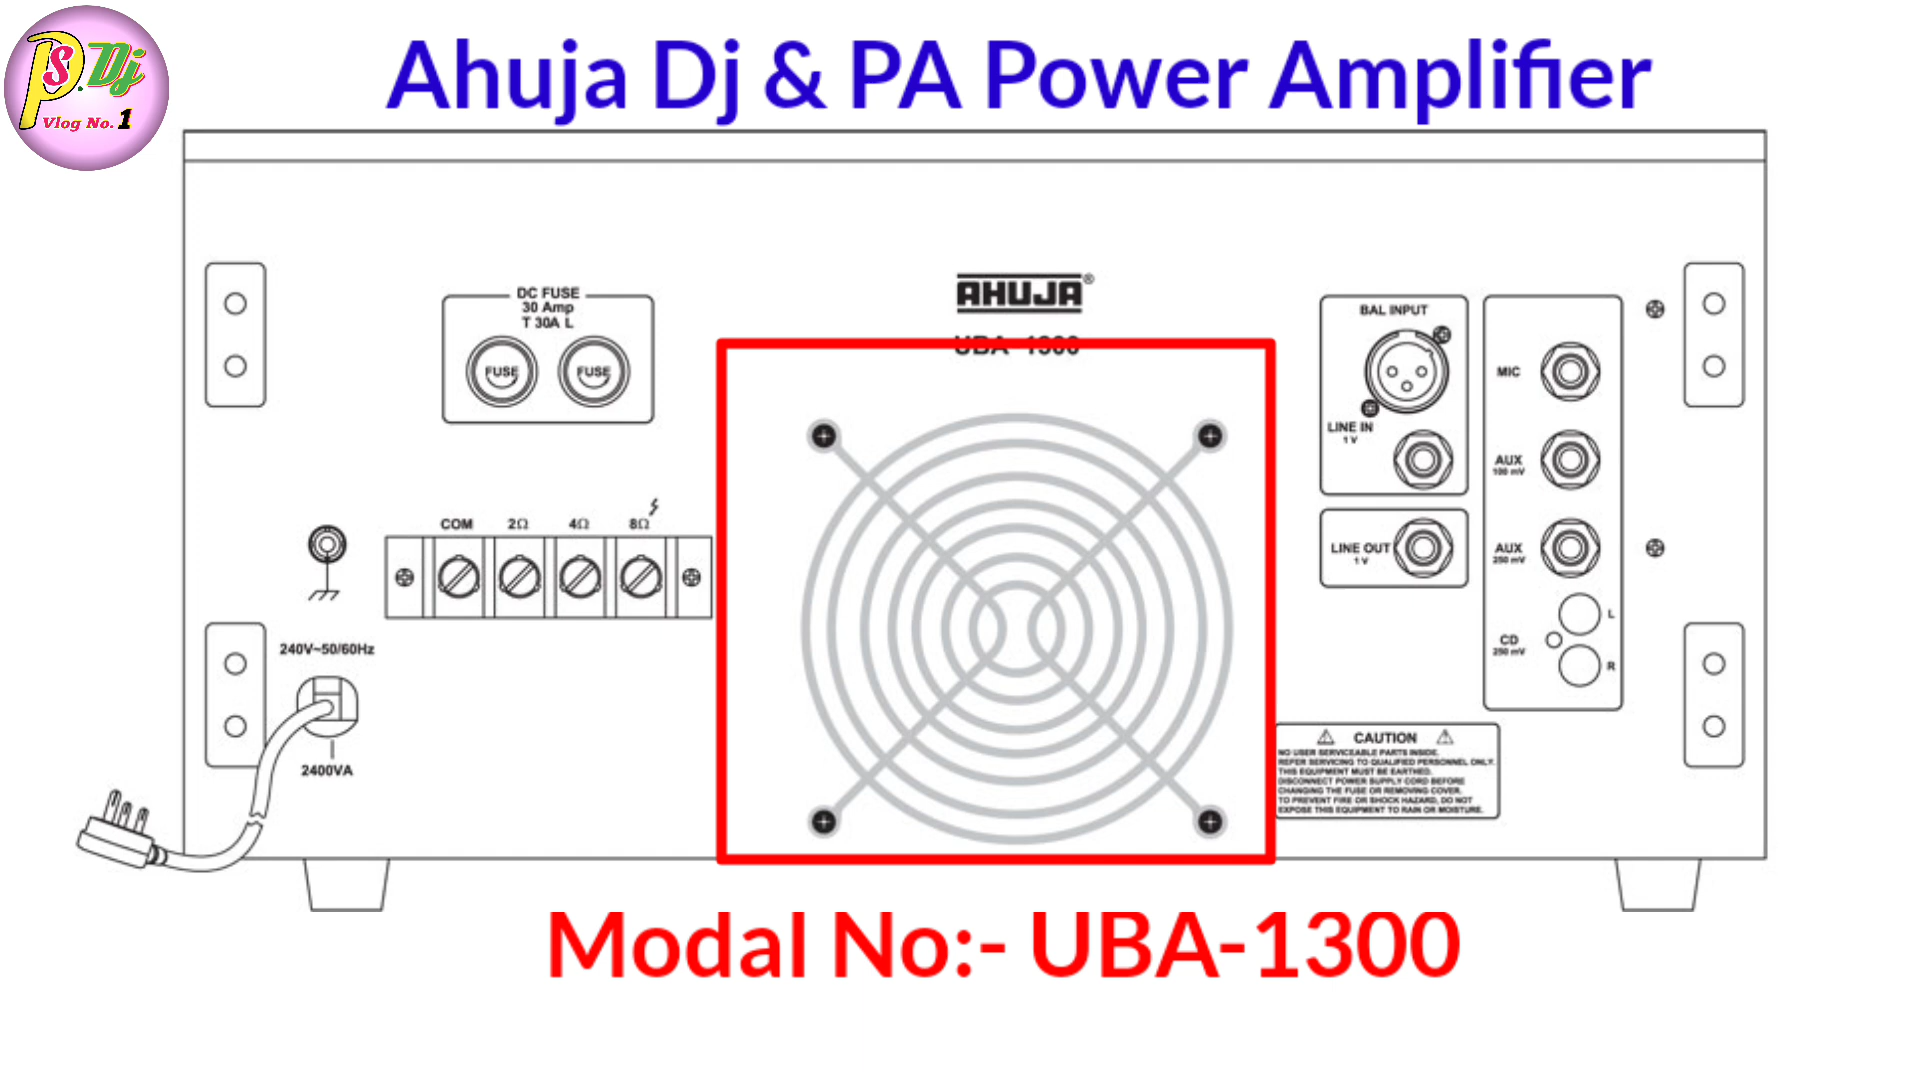 PS.Dj
Vlog No. 1
Ahuja Dj & PA Power Amplifier
DC FUSE
30 Amp
T 30A L
FUSE FUSE
AHUJA®
UBA-1300
BAL INPUT
LINE IN
1 V
LINE OUT
1 V
MIC
AUX
100 mV
AUX
250 mV
CD
250 mV
L
R
COM 2Ω 4Ω 8Ω
240V~50/60Hz
2400VA
CAUTION
NO USER SERVICEABLE PARTS INSIDE.
REFER SERVICING TO QUALIFIED PERSONNEL ONLY.
THIS EQUIPMENT MUST BE EARTHED.
DISCONNECT POWER SUPPLY CORD BEFORE
CHANGING THE FUSE OR REMOVING COVER.
TO PREVENT FIRE OR SHOCK HAZARD, DO NOT
EXPOSE THIS EQUIPMENT TO RAIN OR MOISTURE.
Modal No:- UBA-1300